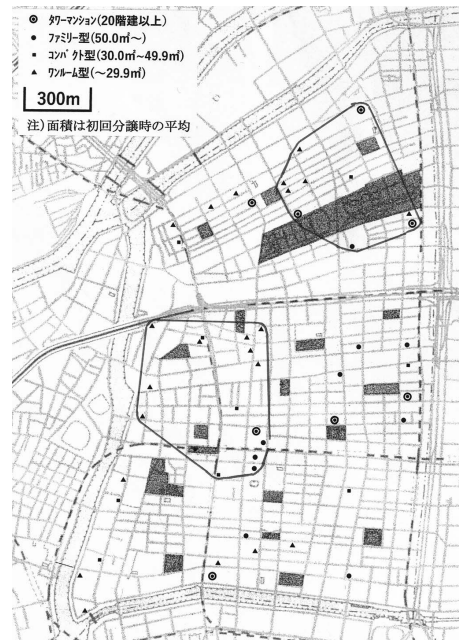 ◎ タワーマンション(20階建以上)
● ファミリー型(50.0㎡~)
■ コンパクト型(30.0㎡~49.9㎡)
▲ ワンルーム型(~29.9㎡)
300m
注)面積は初回分譲時の平均